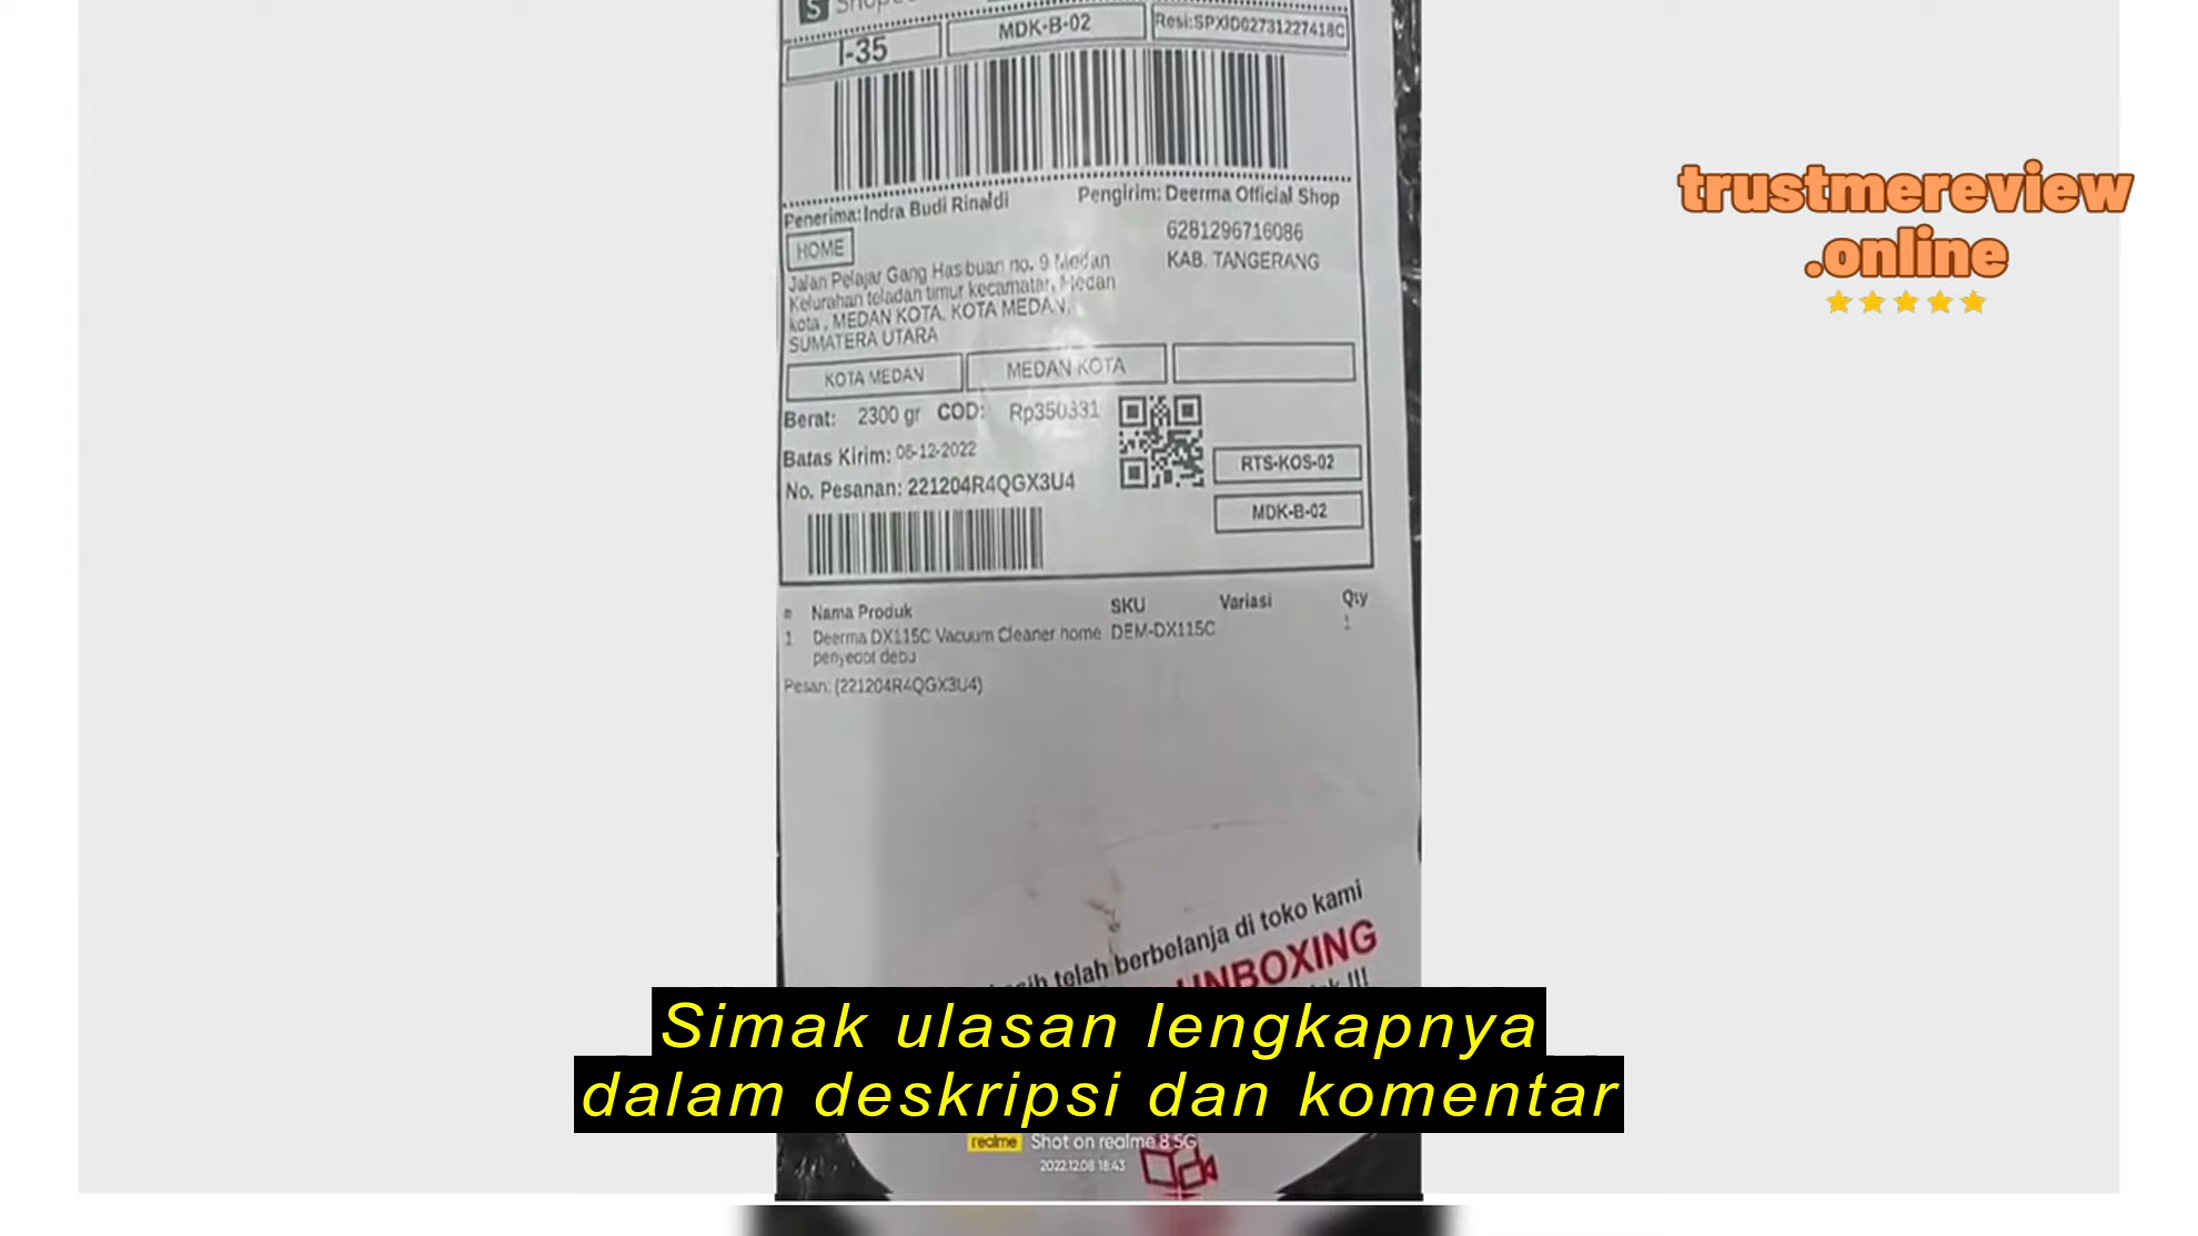 I-35
MDK-B-02
Resi:SPXID02731227418C
Penerima: Indra Budi Rinaldi
Pengirim: Deerma Official Shop
HOME
6281296716086
KAB. TANGERANG
Jalan Pelajar Gang Hasibuan no. 9 Medan
Kelurahan teladan timur kecamatan, Medan
kota , MEDAN KOTA, KOTA MEDAN,
SUMATERA UTARA
KOTA MEDAN
MEDAN KOTA
Berat: 2300 gr COD: Rp350331
Batas Kirim: 06-12-2022
No. Pesanan: 221204R4QGX3U4
RTS-KOS-02
MDK-B-02
# Nama Produk SKU Variasi Qty
1 Deerma DX115C Vacuum Cleaner home DEM-DX115C 1
penyedot debu
Pesan: (221204R4QGX3U4)
telah berbelanja di toko kami
UNBOXING
!!!
trustmereview
.online
Simak ulasan lengkapnya
dalam deskripsi dan komentar
realme Shot on realme 8 5G
2022.12.08 18:43